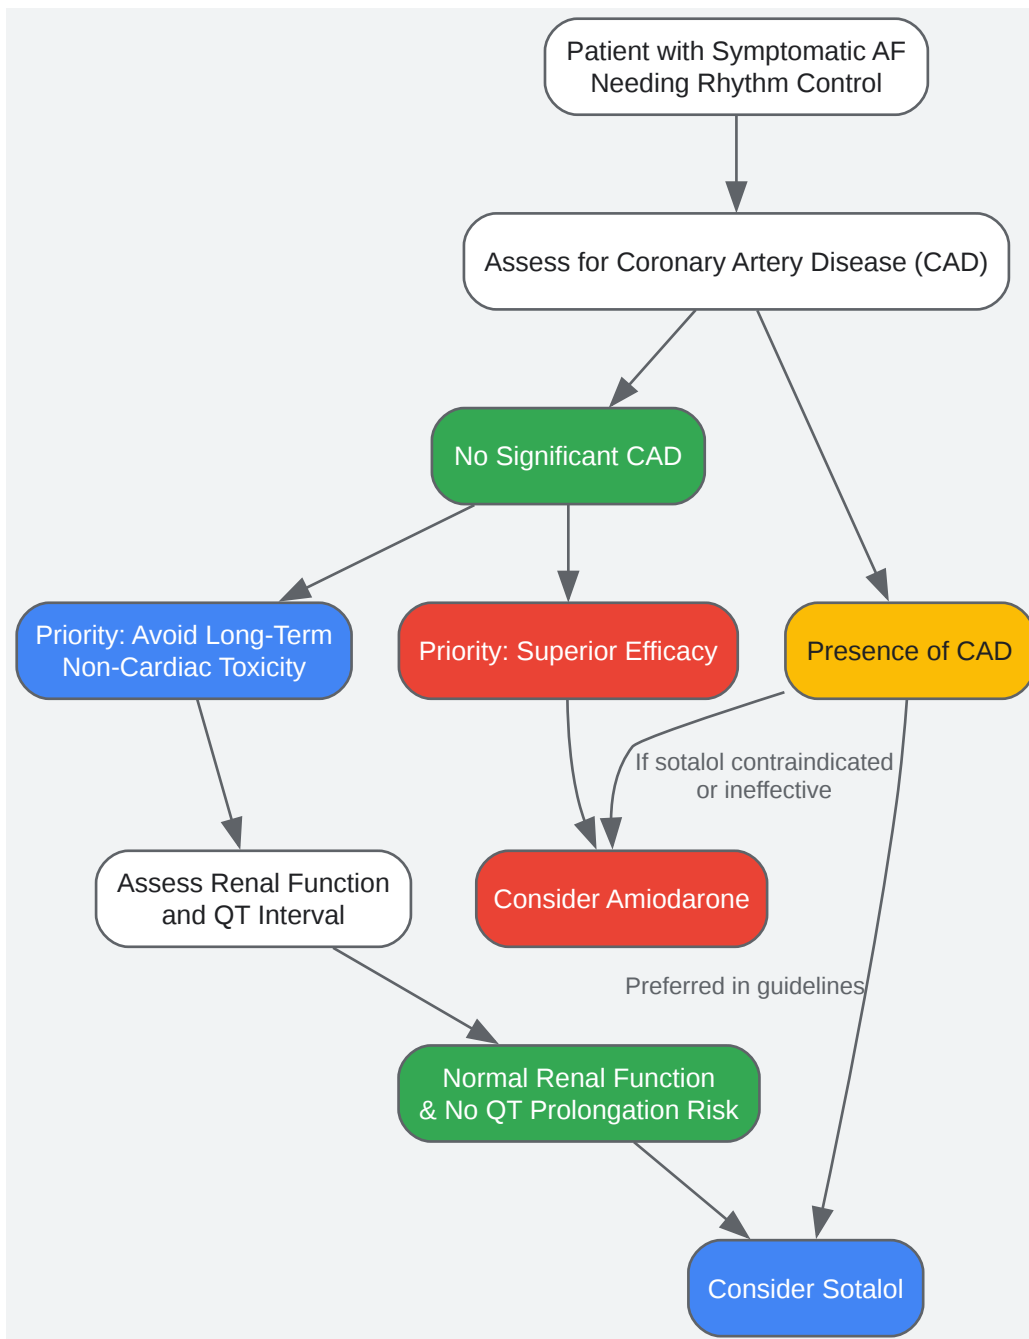 Patient with Symptomatic AF
Needing Rhythm Control
Assess for Coronary Artery Disease (CAD)
No Significant CAD
Priority: Avoid Long-Term
Non-Cardiac Toxicity
Priority: Superior Efficacy
Presence of CAD
If sotalol contraindicated
or ineffective
Assess Renal Function
and QT Interval
Consider Amiodarone
Preferred in guidelines
Normal Renal Function
& No QT Prolongation Risk
Consider Sotalol